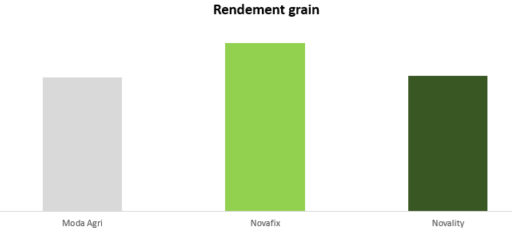 Rendement grain
Moda Agri
Novafix
Novality